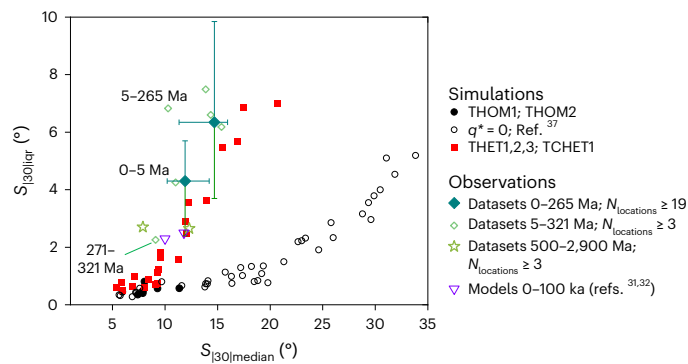 10
8
6
4
2
0
S|30|iqr (°)
5–265 Ma
0–5 Ma
271–
321 Ma
5 10 15 20 25 30 35
S|30|median (°)
Simulations
THOM1; THOM2
q* = 0; Ref. 37
THET1,2,3; TCHET1
Observations
Datasets 0–265 Ma; Nlocations ≥ 19
Datasets 5–321 Ma; Nlocations ≥ 3
Datasets 500–2,900 Ma;
Nlocations ≥ 3
Models 0–100 ka (refs. 31,32)